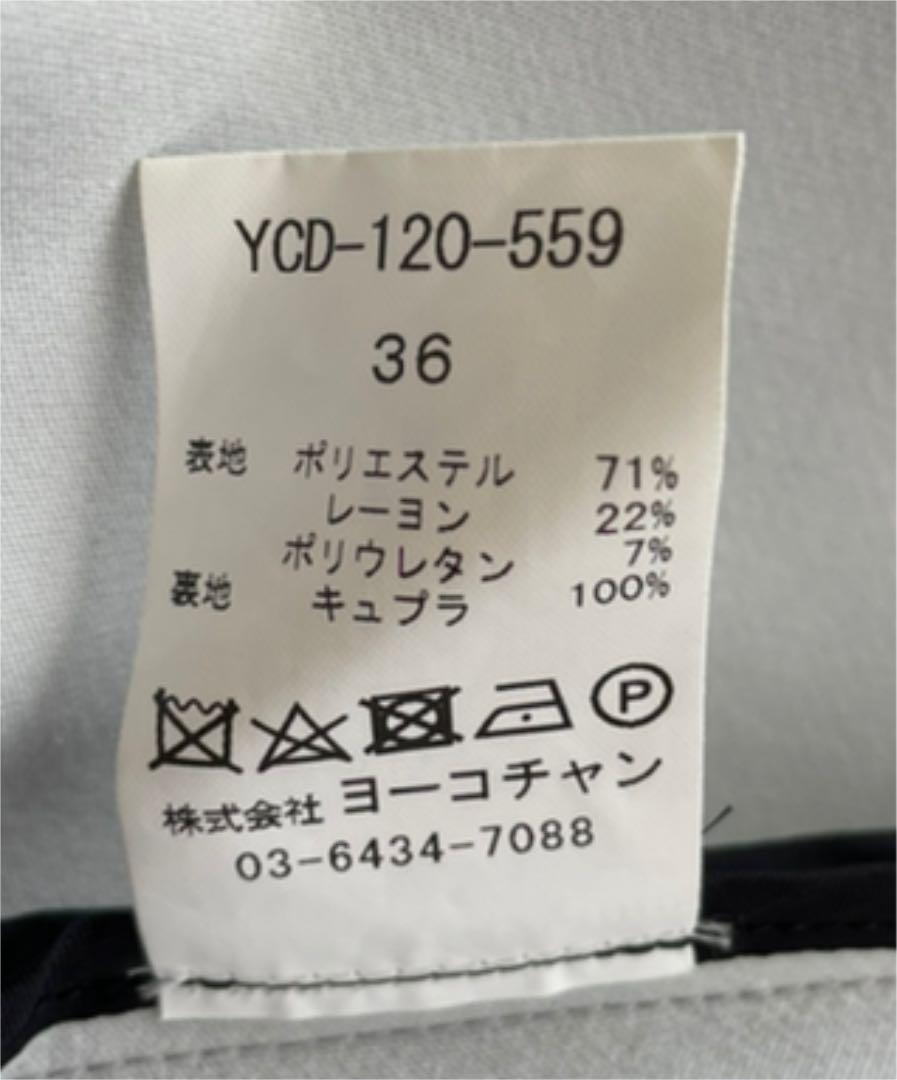 YCD-120-559
36
表地 ポリエステル 71%
レーヨン 22%
ポリウレタン 7%
裏地 キュプラ 100%
P
株式会社 ヨーコチャン
03-6434-7088